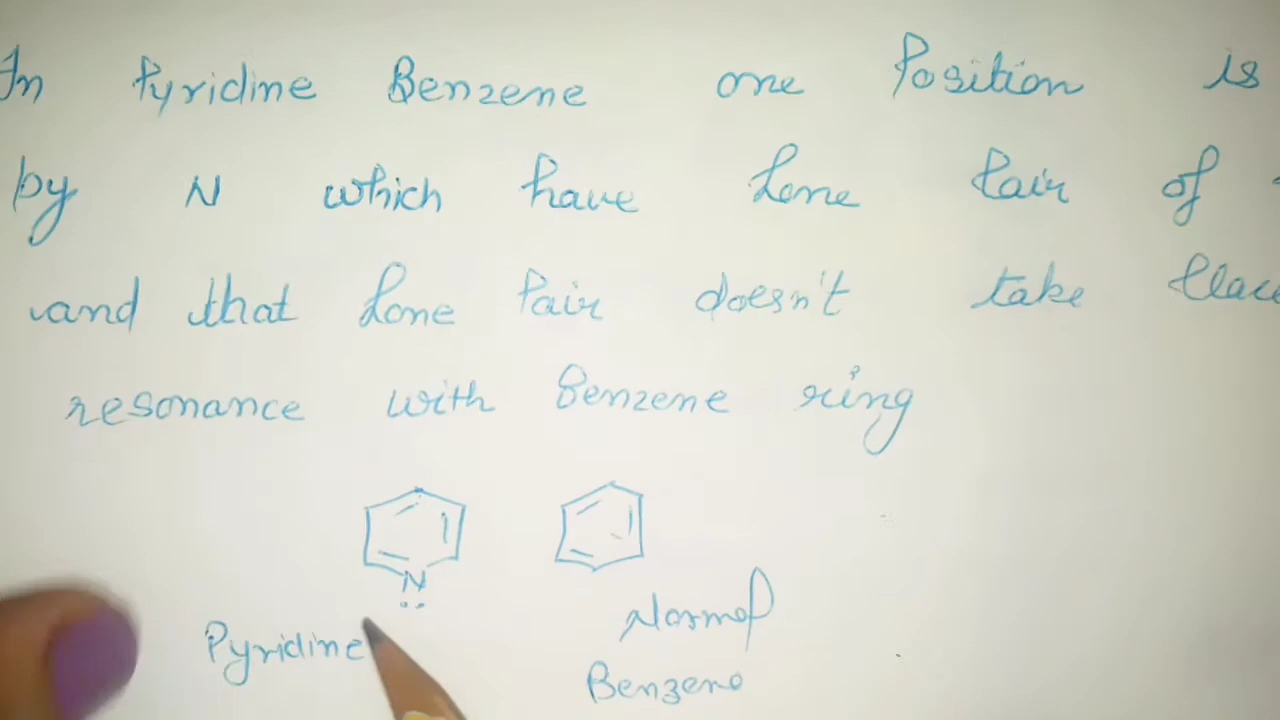 In Pyridine Benzene one Position is
by N which have Lone Pair of
and that Lone Pair doesn't take
resonance with Benzene ring
N
Pyridine
Normal
Benzene